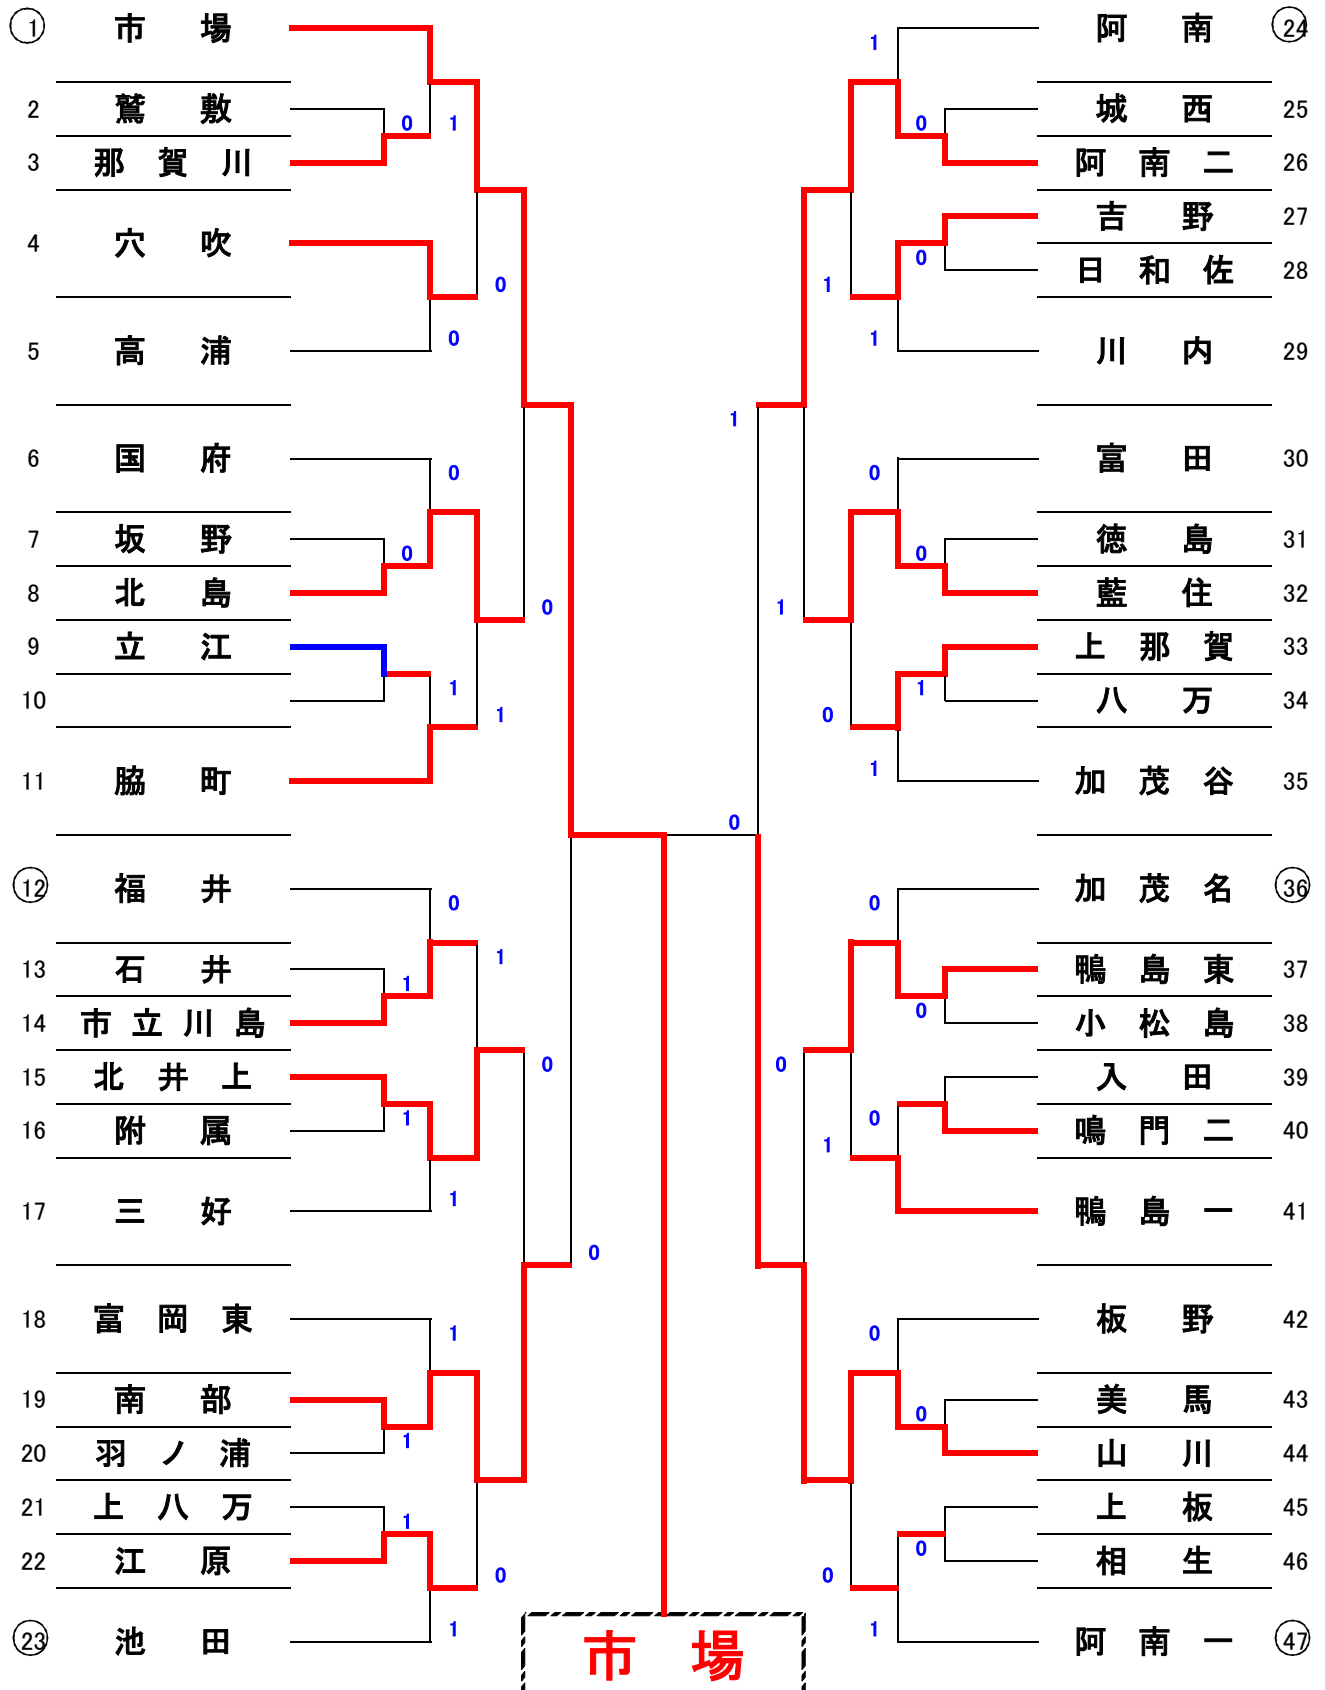 1 市場
2 鷲敷
0 1
3 那賀川
4 穴吹
0
5 高浦
0
6 国府
0
7 坂野
0
8 北島
0
9 立江
10
1
1
11 脇町
12 福井
0
1
13 石井
1
14 市立川島
0
15 北井上
1
16 附属
17 三好
1
0
18 富岡東
1
19 南部
1
20 羽ノ浦
21 上八万
1
22 江原
0
23 池田
1
阿南 24
1
城西 25
0
阿南二 26
吉野 27
0
日和佐 28
1
川内 29
1
1
富田 30
0
徳島 31
0
藍住 32
1
上那賀 33
1
八万 34
0
加茂谷 35
1
0
加茂名 36
0
鴨島東 37
0
小松島 38
0
入田 39
0
鳴門二 40
1
鴨島一 41
板野 42
0
美馬 43
0
山川 44
上板 45
0
相生 46
0
阿南一 47
1
市場